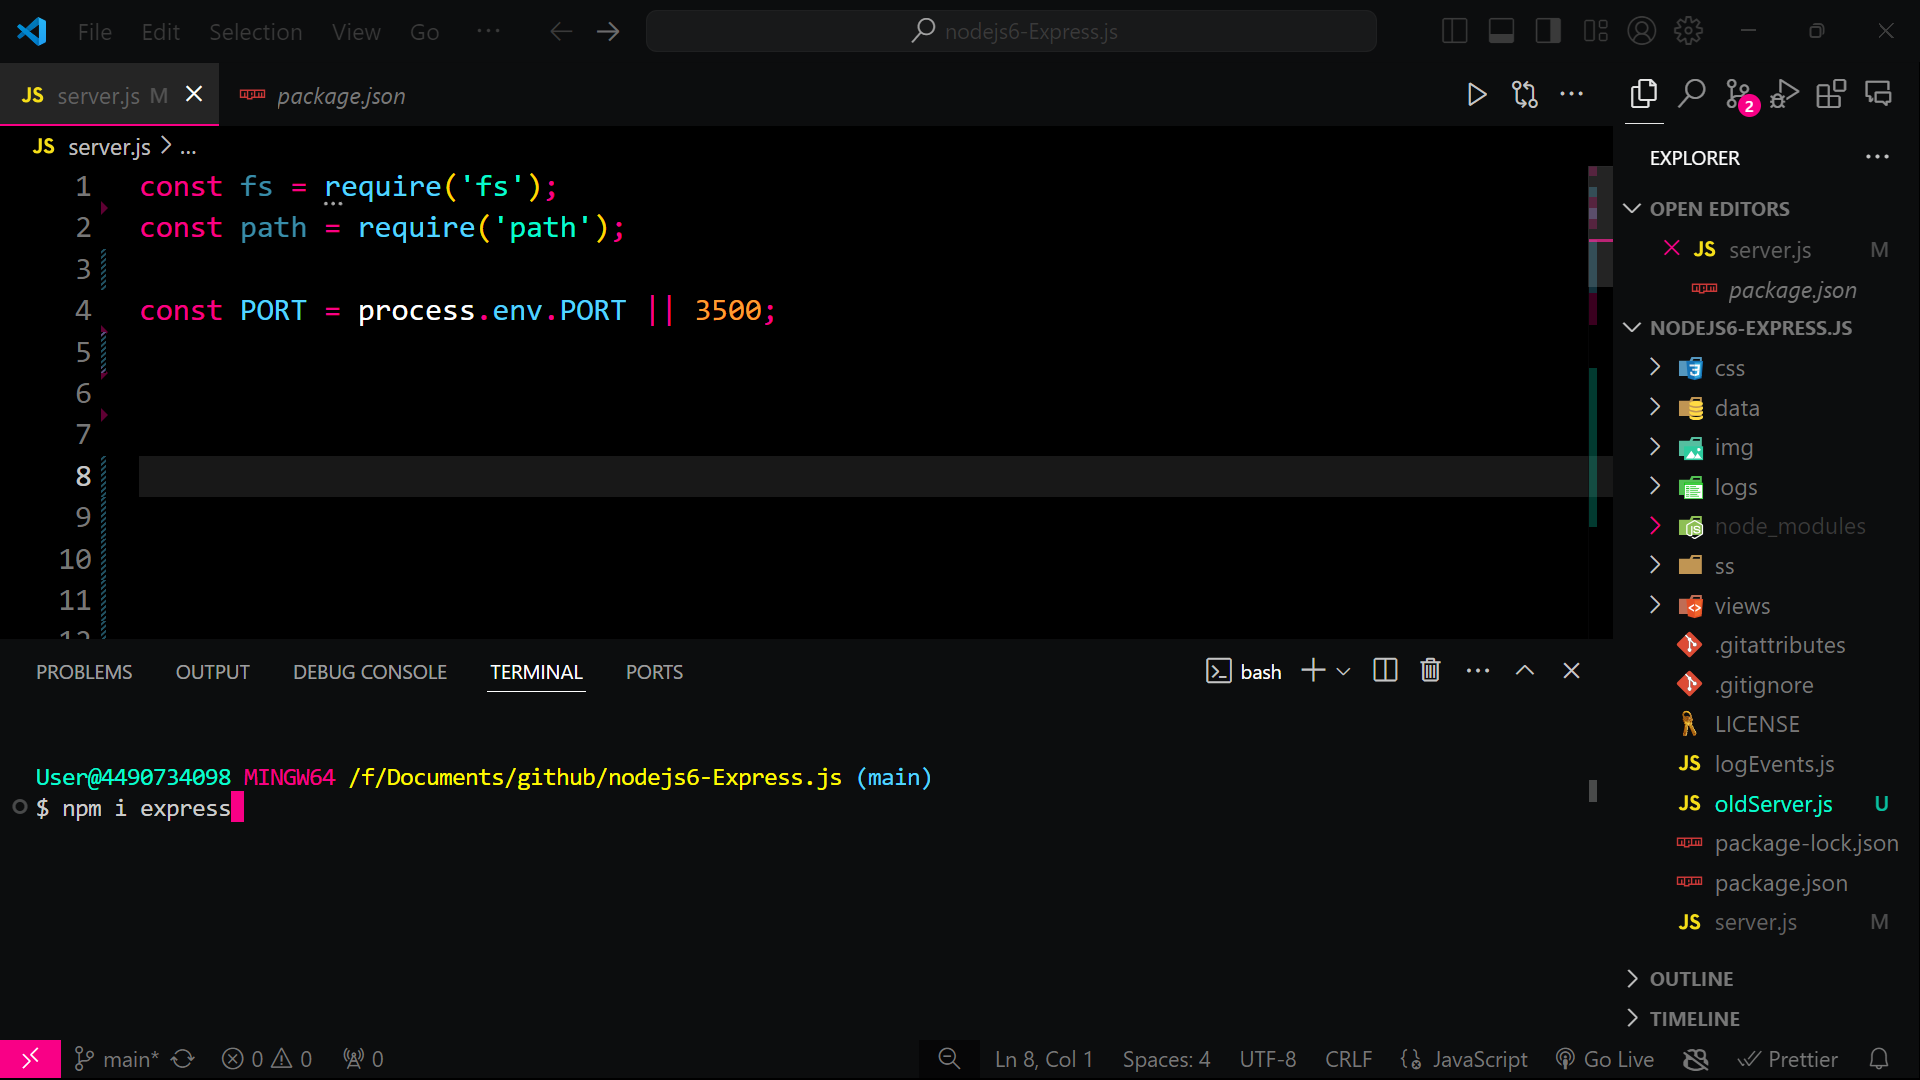 File Edit Selection View Go ··· nodejs6-Express.js
JS server.js M package.json
JS server.js > ...
1 const fs = require('fs');
2 const path = require('path');
3
4 const PORT = process.env.PORT || 3500;
5
6
7
8
9
10
11
12
PROBLEMS OUTPUT DEBUG CONSOLE TERMINAL PORTS bash
User@4490734098 MINGW64 /f/Documents/github/nodejs6-Express.js (main)
$ npm i express
2
EXPLORER
OPEN EDITORS
JS server.js M
package.json
NODEJS6-EXPRESS.JS
css
data
img
logs
node_modules
ss
views
.gitattributes
.gitignore
LICENSE
JS logEvents.js
JS oldServer.js U
package-lock.json
package.json
JS server.js M
OUTLINE
TIMELINE
main* 0 0 0 Ln 8, Col 1 Spaces: 4 UTF-8 CRLF {} JavaScript Go Live Prettier